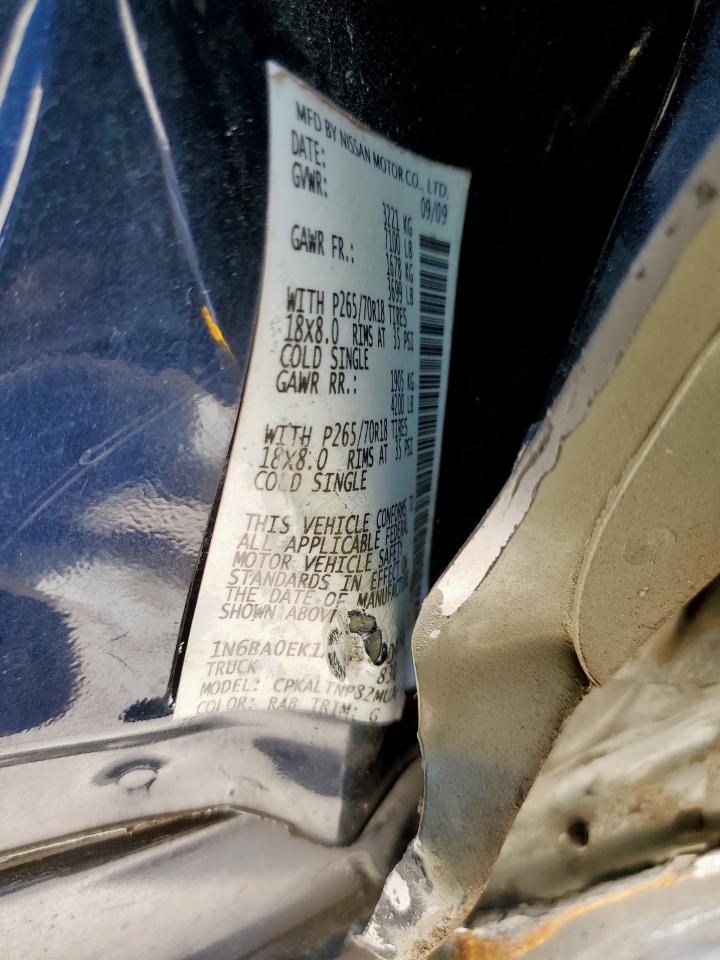 MFD BY NISSAN MOTOR CO., LTD.
DATE: 09/09
GVWR: 3221 KG
7100 LB
GAWR FR.: 1678 KG
3699 LB
WITH P265/70R18 TIRES
18X8.0 RIMS AT 35 PSI
COLD SINGLE
GAWR RR.: 1905 KG
4200 LB
WITH P265/70R18 TIRES
18X8.0 RIMS AT 35 PSI
COLD SINGLE
THIS VEHICLE CONFORMS TO
ALL APPLICABLE FEDERAL
MOTOR VEHICLE SAFETY
STANDARDS IN EFFECT
THE DATE OF MANUFACTURE
SHOWN ABOVE
1N6BA0EK1
TRUCK
MODEL: CPKALTNP82MUA
COLOR: RAB TRIM: G